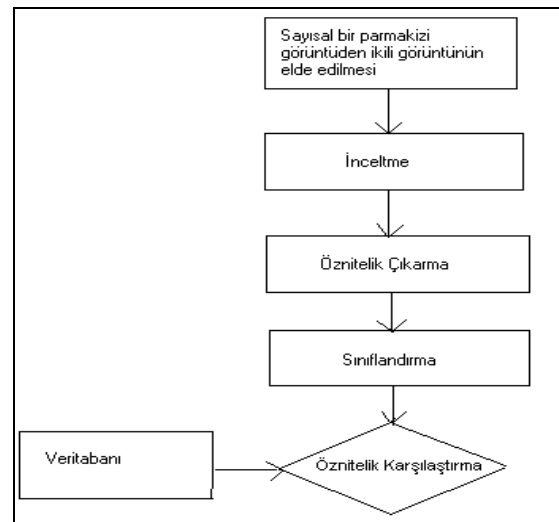 Sayısal bir parmakizi
görüntüden ikili görüntünün
elde edilmesi
İnceltme
Öznitelik Çıkarma
Sınıflandırma
Veritabanı
Öznitelik Karşılaştırma